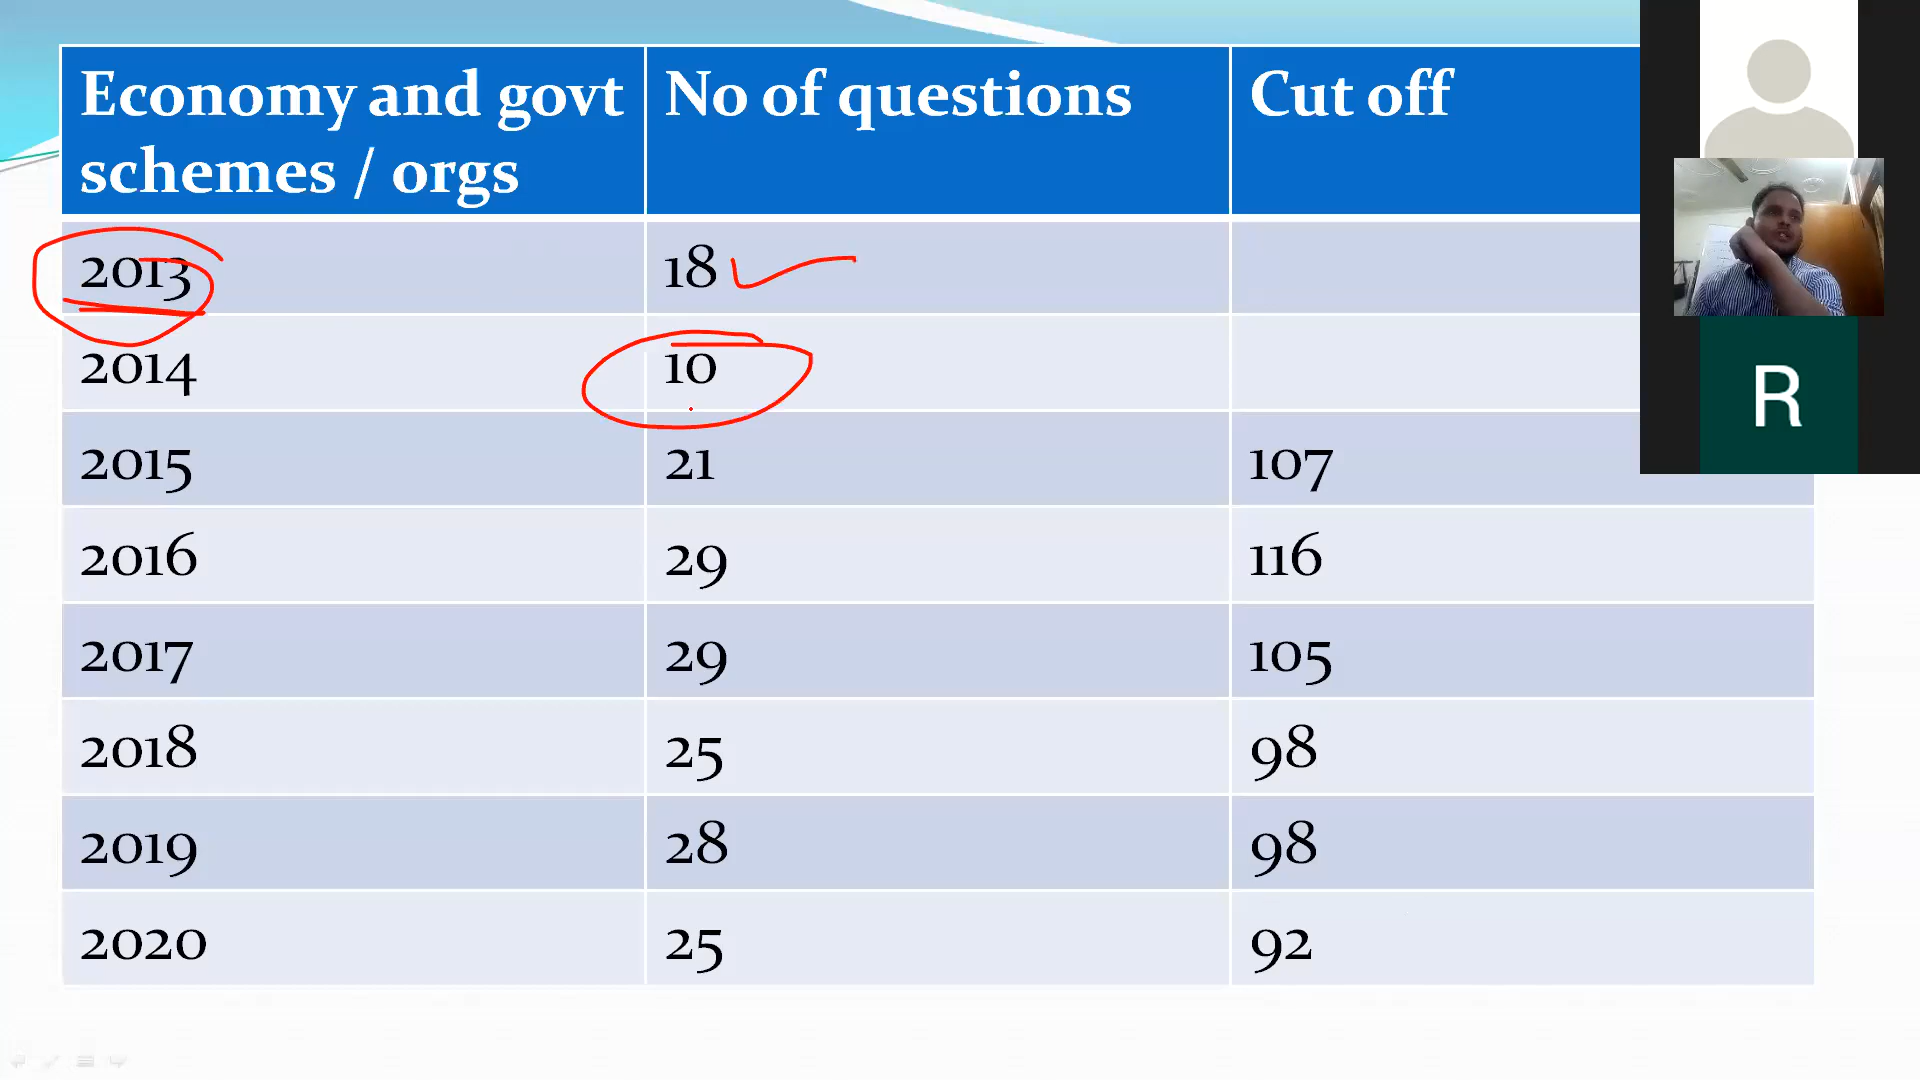 Economy and govt schemes / orgs
No of questions
Cut off
2013 18
2014 10
2015 21 107
2016 29 116
2017 29 105
2018 25 98
2019 28 98
2020 25 92
R